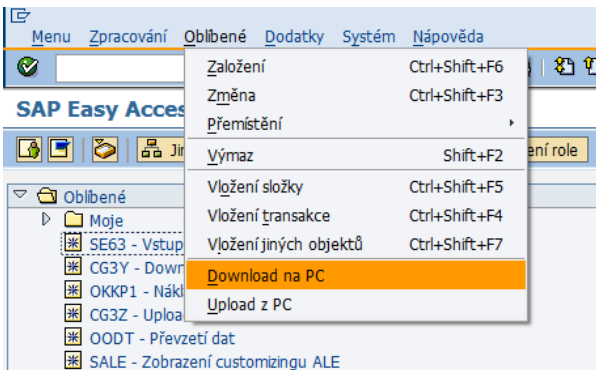 Menu Zpracování Oblíbené Dodatky Systém Nápověda
Založení Ctrl+Shift+F6
Změna Ctrl+Shift+F3
Přemístění
Výmaz Shift+F2
Vložení složky Ctrl+Shift+F5
Vložení transakce Ctrl+Shift+F4
Vložení jiných objektů Ctrl+Shift+F7
Download na PC
Upload z PC
SAP Easy Acces
Jin
ení role
Oblíbené
Moje
SE63 - Vstup
CG3Y - Down
OKKP1 - Nákl
CG3Z - Uploa
OODT - Převzetí dat
SALE - Zobrazení customizingu ALE